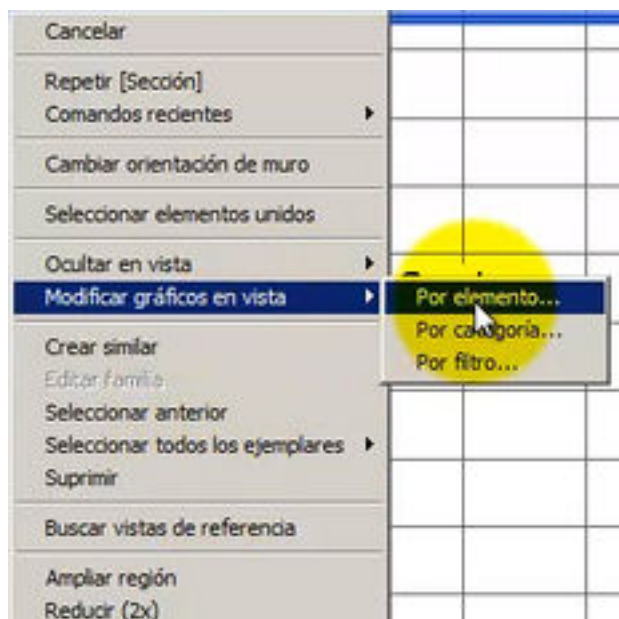 Cancelar
Repetir [Sección]
Comandos recientes
Cambiar orientación de muro
Seleccionar elementos unidos
Ocultar en vista
Modificar gráficos en vista
Por elemento...
Por categoría...
Por filtro...
Crear similar
Editar familia
Seleccionar anterior
Seleccionar todos los ejemplares
Suprimir
Buscar vistas de referencia
Ampliar región
Reducir (2x)